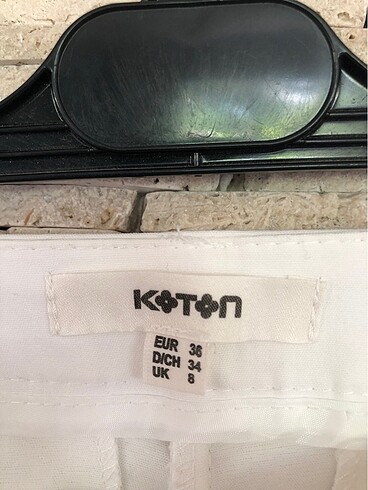 KOTON
EUR 36
D/CH 34
UK 8